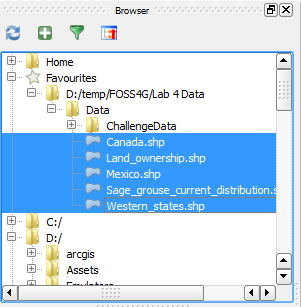 Browser
Home
Favourites
D:/temp/FOSS4G/Lab 4 Data
Data
ChallengeData
Canada.shp
Land_ownership.shp
Mexico.shp
Sage_grouse_current_distribution.s
Western_states.shp
C:/
D:/
arcgis
Assets